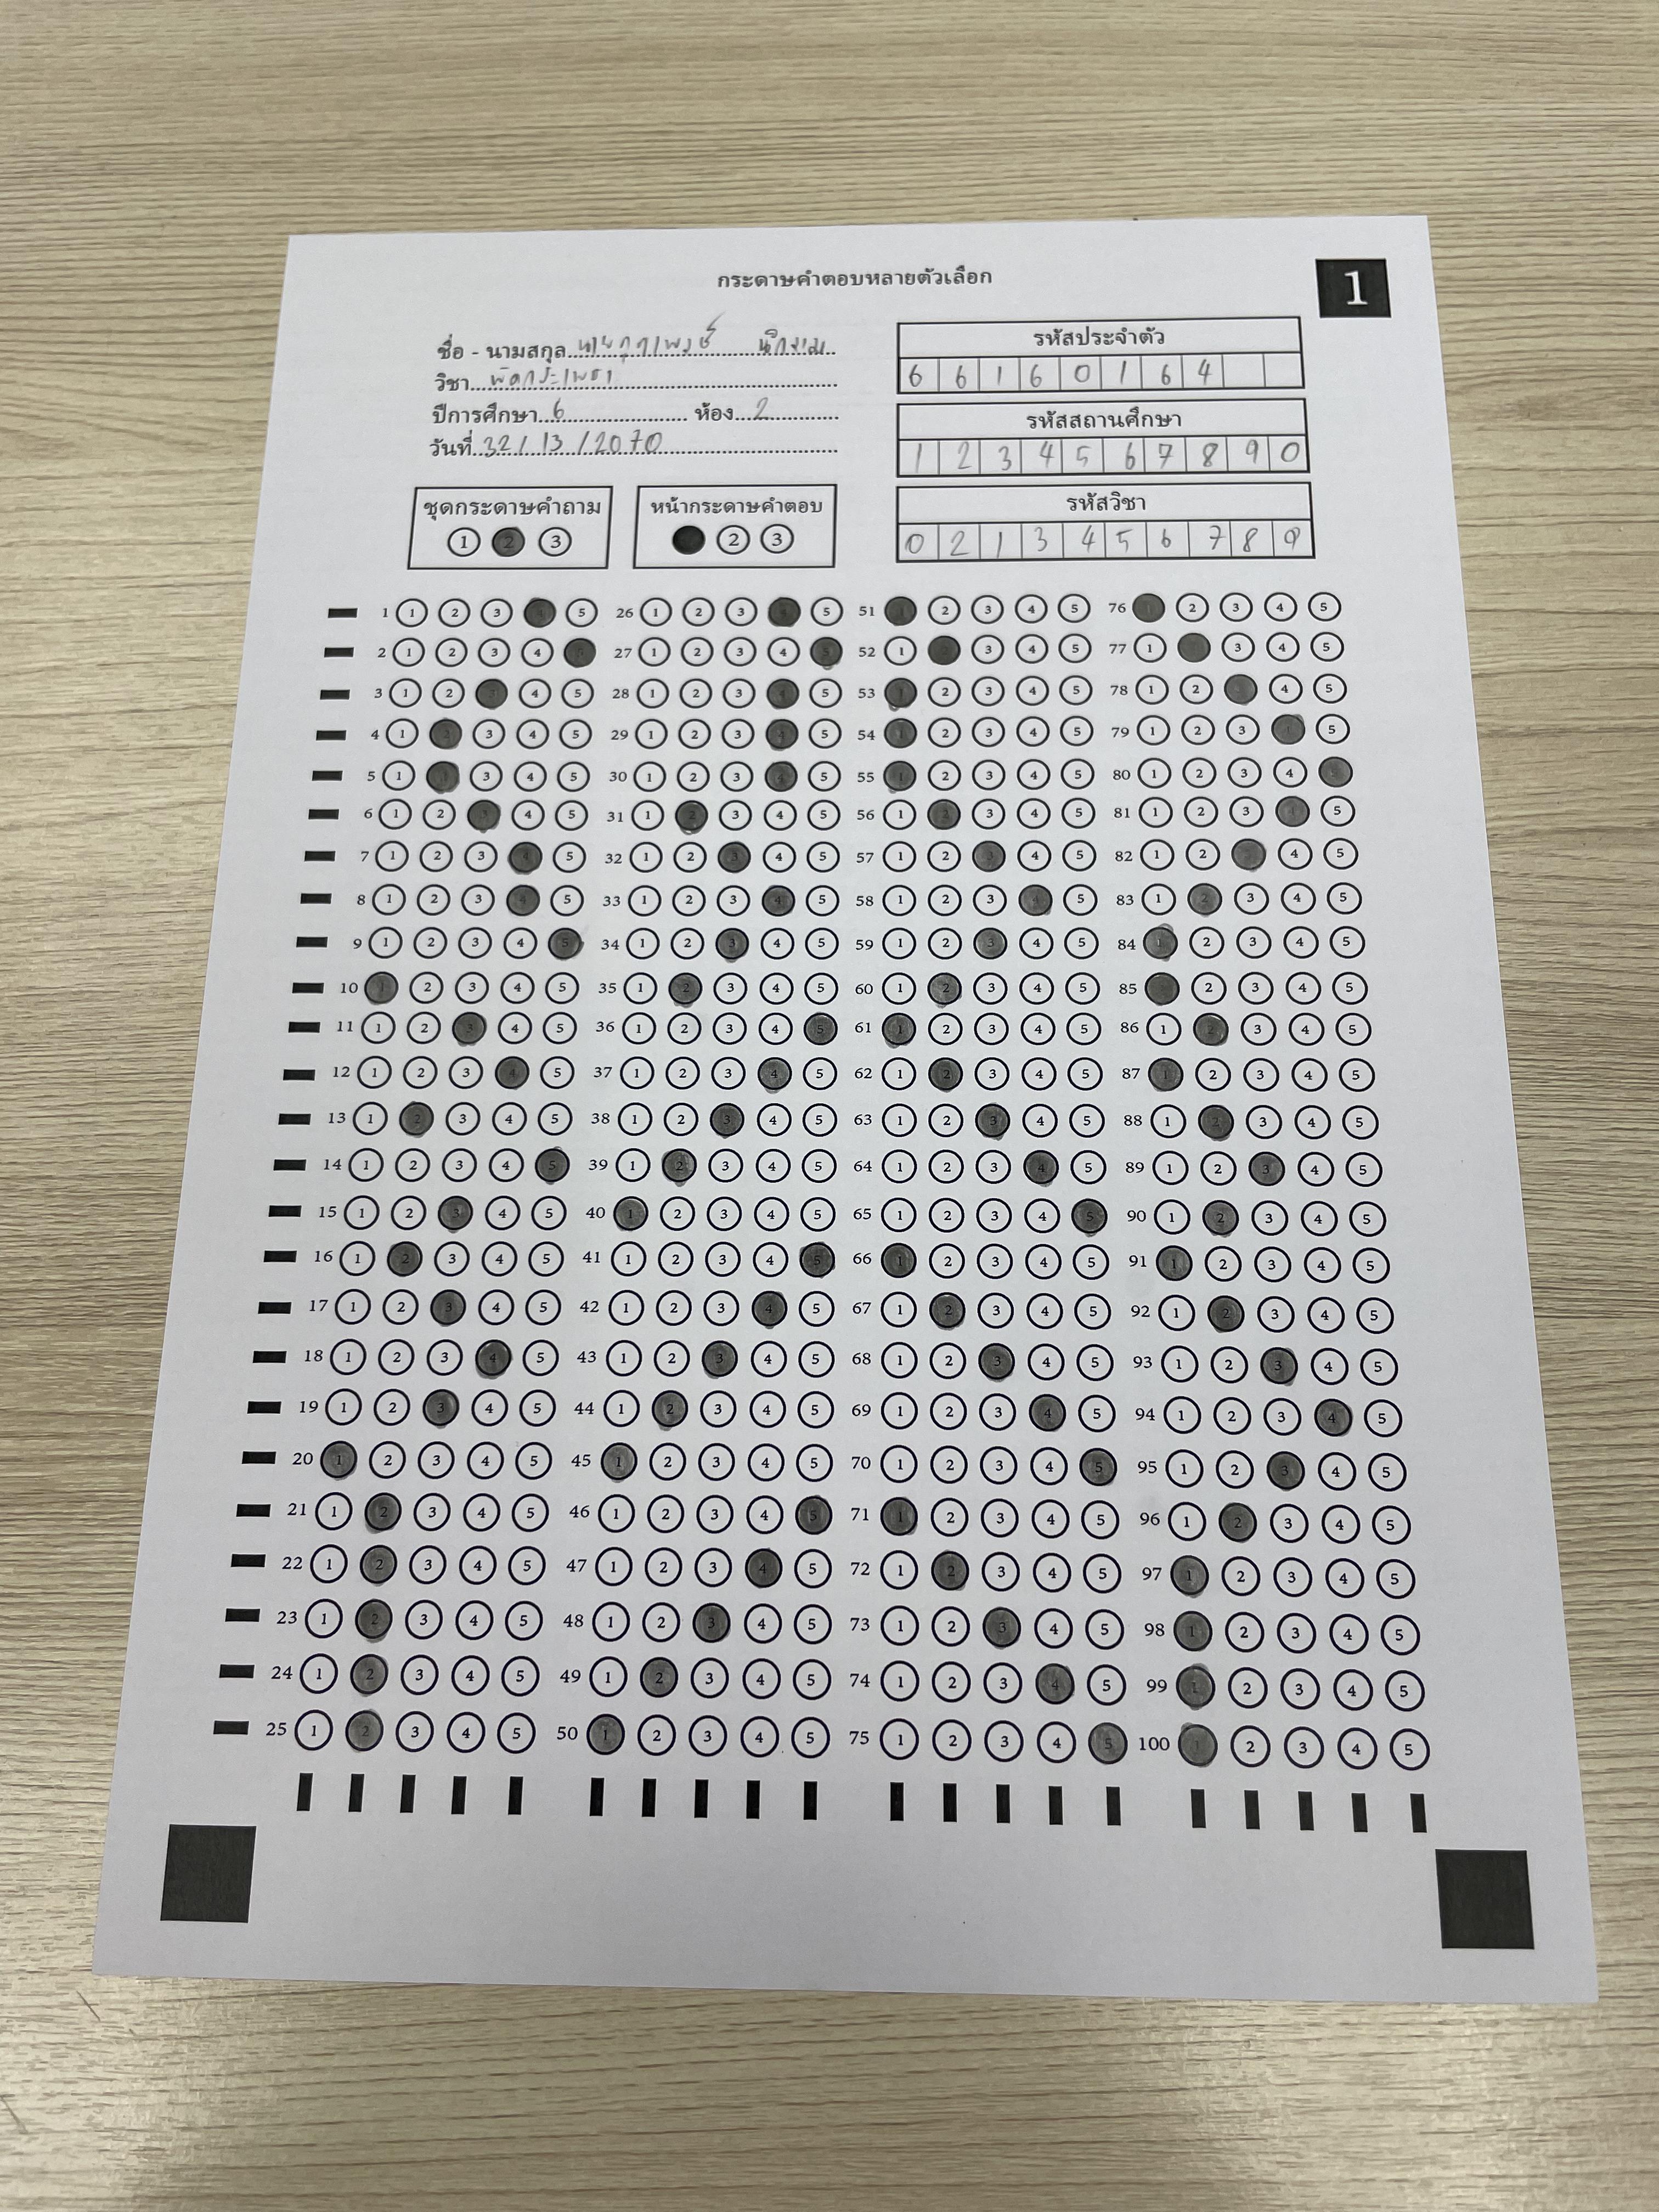 กระดาษคำตอบหลายตัวเลือก
1
ชื่อ - นามสกุล
วิชา ผัดกระเพรา
ปีการศึกษา 6 ห้อง 2
วันที่ 32/13/2070
รหัสประจำตัว
6 6 1 6 0 1 6 4
รหัสสถานศึกษา
1 2 3 4 5 6 7 8 9 0
รหัสวิชา
0 2 1 3 4 5 6 7 8 9
ชุดกระดาษคำถาม
1 2 3
หน้ากระดาษคำตอบ
2 3
1 1 2 3 4 5 26 1 2 3 4 5 51 1 2 3 4 5 76 1 2 3 4 5
2 1 2 3 4 5 27 1 2 3 4 5 52 1 2 3 4 5 77 1 3 4 5
3 1 2 3 4 5 28 1 2 3 4 5 53 1 2 3 4 5 78 1 2 3 4 5
4 1 2 3 4 5 29 1 2 3 4 5 54 1 2 3 4 5 79 1 2 3 4 5
5 1 2 3 4 5 30 1 2 3 4 5 55 1 2 3 4 5 80 1 2 3 4 5
6 1 2 3 4 5 31 1 2 3 4 5 56 1 2 3 4 5 81 1 2 3 4 5
7 1 2 3 4 5 32 1 2 3 4 5 57 1 2 3 4 5 82 1 2 3 4 5
8 1 2 3 4 5 33 1 2 3 4 5 58 1 2 3 4 5 83 1 2 3 4 5
9 1 2 3 4 5 34 1 2 3 4 5 59 1 2 3 4 5 84 1 2 3 4 5
10 1 2 3 4 5 35 1 2 3 4 5 60 1 2 3 4 5 85 1 2 3 4 5
11 1 2 3 4 5 36 1 2 3 4 5 61 1 2 3 4 5 86 1 2 3 4 5
12 1 2 3 4 5 37 1 2 3 4 5 62 1 2 3 4 5 87 1 2 3 4 5
13 1 2 3 4 5 38 1 2 3 4 5 63 1 2 3 4 5 88 1 2 3 4 5
14 1 2 3 4 5 39 1 2 3 4 5 64 1 2 3 4 5 89 1 2 3 4 5
15 1 2 3 4 5 40 1 2 3 4 5 65 1 2 3 4 5 90 1 2 3 4 5
16 1 2 3 4 5 41 1 2 3 4 5 66 1 2 3 4 5 91 1 2 3 4 5
17 1 2 3 4 5 42 1 2 3 4 5 67 1 2 3 4 5 92 1 2 3 4 5
18 1 2 3 4 5 43 1 2 3 4 5 68 1 2 3 4 5 93 1 2 3 4 5
19 1 2 3 4 5 44 1 2 3 4 5 69 1 2 3 4 5 94 1 2 3 4 5
20 1 2 3 4 5 45 1 2 3 4 5 70 1 2 3 4 5 95 1 2 3 4 5
21 1 2 3 4 5 46 1 2 3 4 5 71 1 2 3 4 5 96 1 2 3 4 5
22 1 2 3 4 5 47 1 2 3 4 5 72 1 2 3 4 5 97 1 2 3 4 5
23 1 2 3 4 5 48 1 2 3 4 5 73 1 2 3 4 5 98 1 2 3 4 5
24 1 2 3 4 5 49 1 2 3 4 5 74 1 2 3 4 5 99 1 2 3 4 5
25 1 2 3 4 5 50 1 2 3 4 5 75 1 2 3 4 5 100 1 2 3 4 5